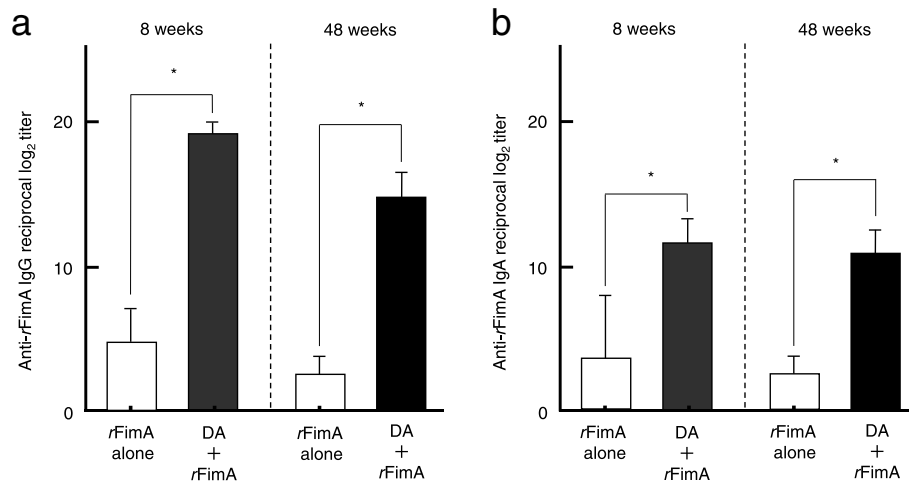 a
8 weeks
48 weeks
Anti-rFimA IgG reciprocal log2 titer
20
10
0
*
*
rFimA
alone
DA
+
rFimA
rFimA
alone
DA
+
rFimA
b
8 weeks
48 weeks
Anti-rFimA IgA reciprocal log2 titer
20
10
0
*
*
rFimA
alone
DA
+
rFimA
rFimA
alone
DA
+
rFimA